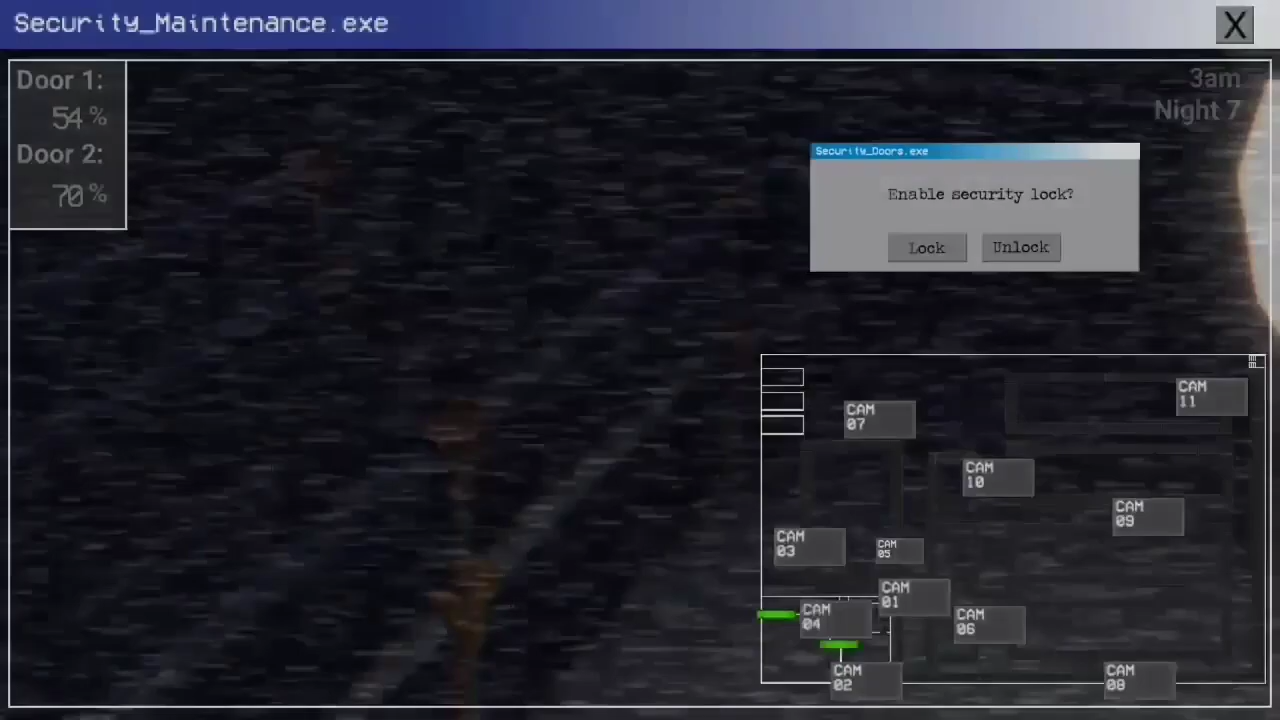 Security_Maintenance.exe
X
Door 1:
54 %
Door 2:
70 %
3am
Night 7
Security_Doors.exe
Enable security lock?
Lock
Unlock
CAM
11
CAM
07
CAM
10
CAM
09
CAM
03
CAM
05
CAM
01
CAM
04
CAM
06
CAM
02
CAM
08